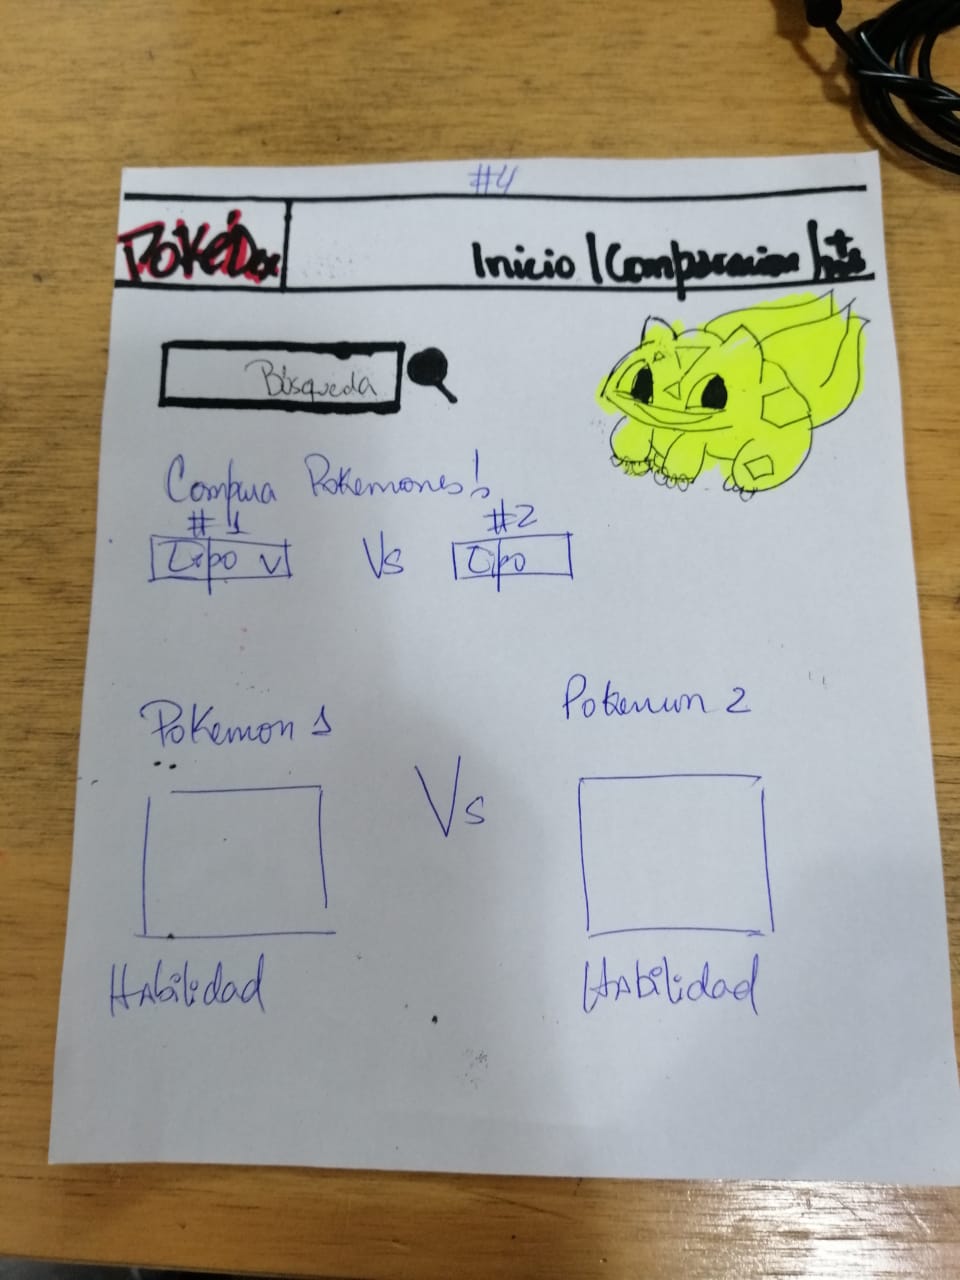 #4
PoKéDex
Inicio | Comparacion | + más
Búsqueda
Compara Pokemones!
#1 #2
Tipo v Vs Tipo
Pokemon 1 Pokemon 2
Vs
Habilidad Habilidad